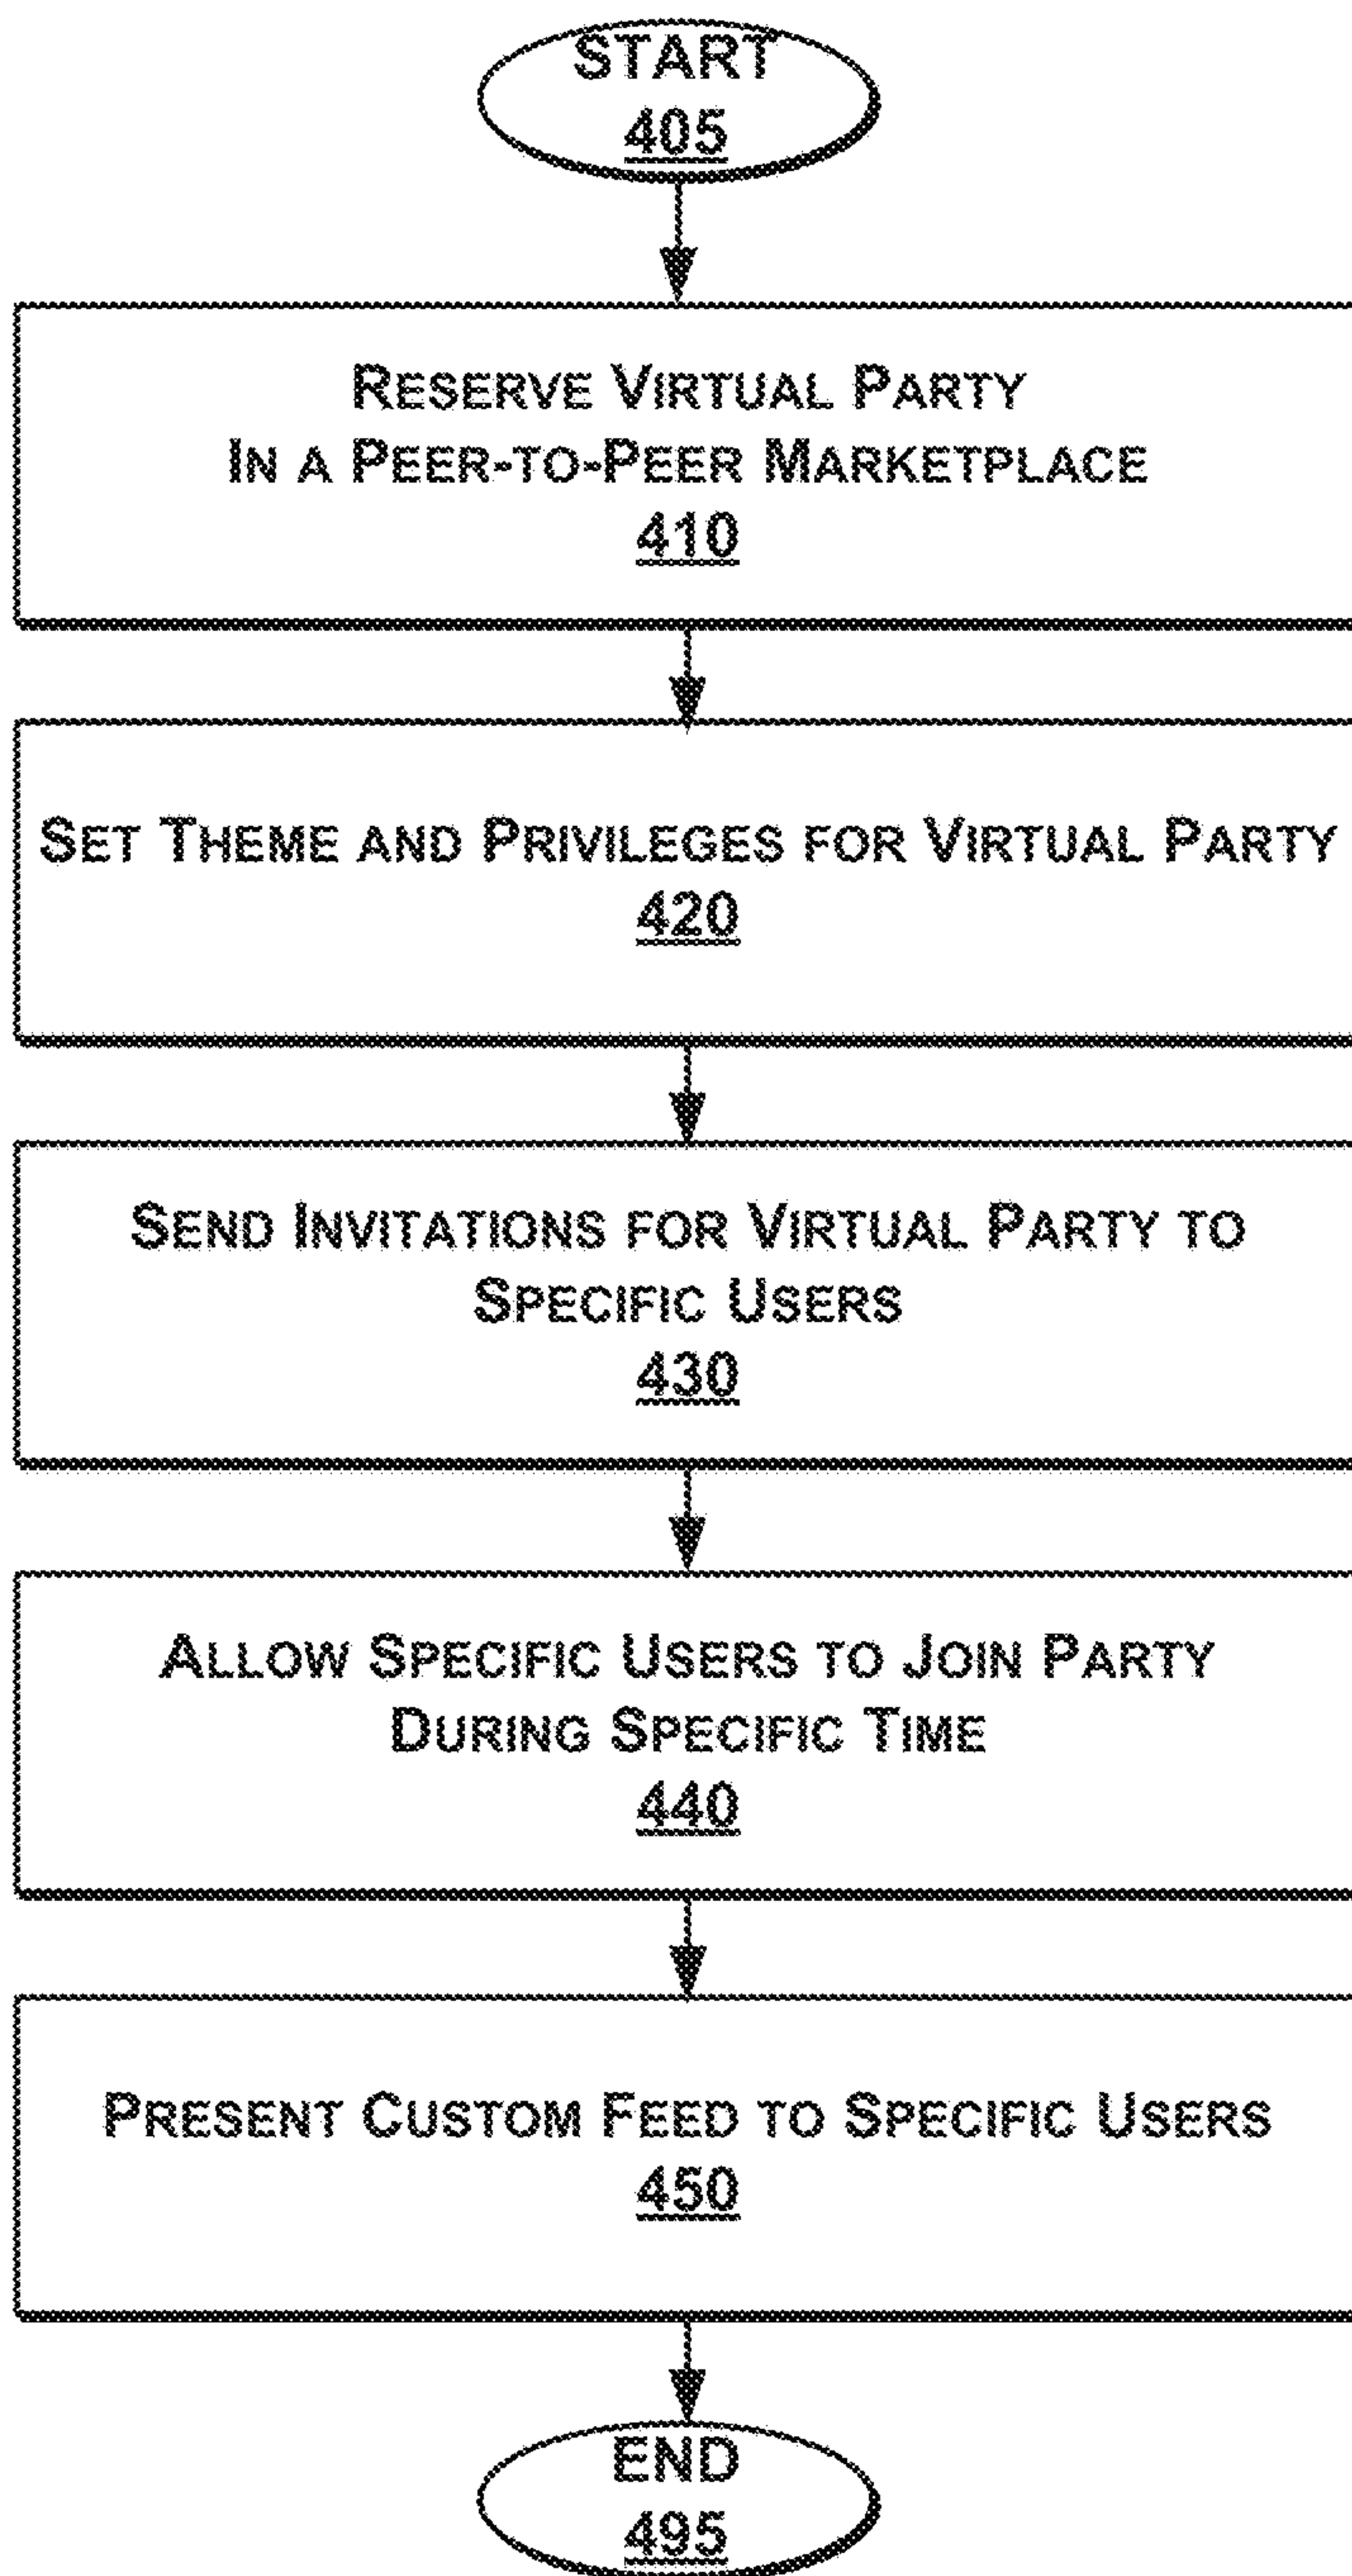 START
405
RESERVE VIRTUAL PARTY
IN A PEER-TO-PEER MARKETPLACE
410
SET THEME AND PRIVILEGES FOR VIRTUAL PARTY
420
SEND INVITATIONS FOR VIRTUAL PARTY TO
SPECIFIC USERS
430
ALLOW SPECIFIC USERS TO JOIN PARTY
DURING SPECIFIC TIME
440
PRESENT CUSTOM FEED TO SPECIFIC USERS
450
END
495